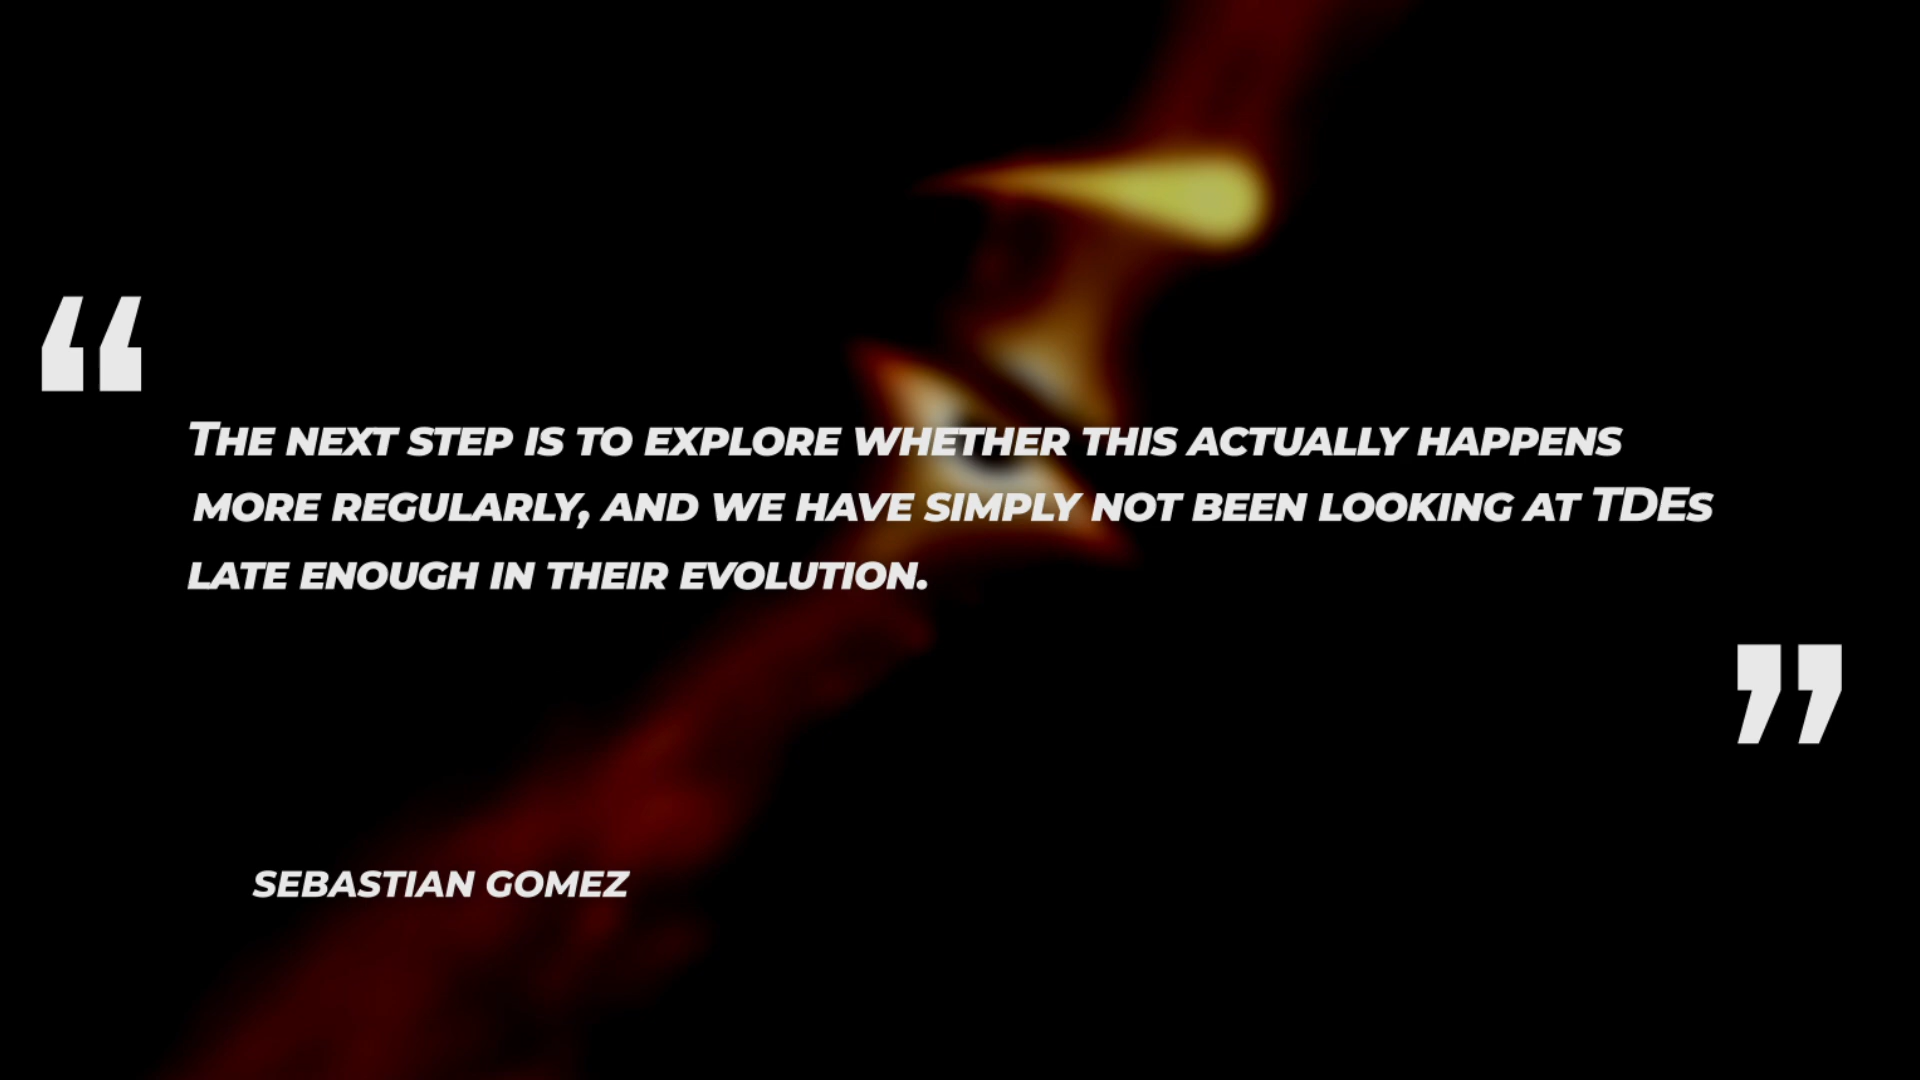 “
The next step is to explore whether this actually happens
more regularly, and we have simply not been looking at TDEs
late enough in their evolution.
”
Sebastian Gomez